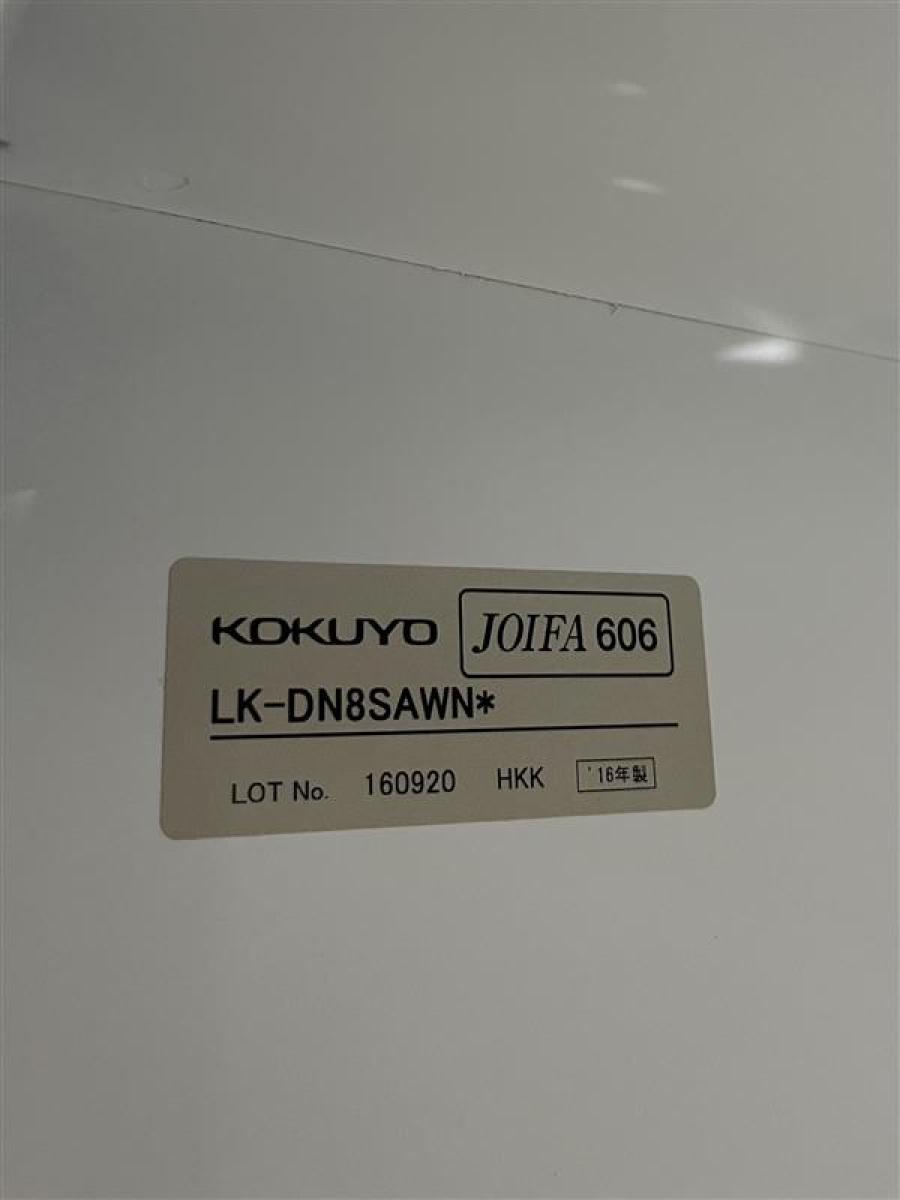 KOKUYO JOIFA 606
LK-DN8SAWN*
LOT No. 160920 HKK '16年製